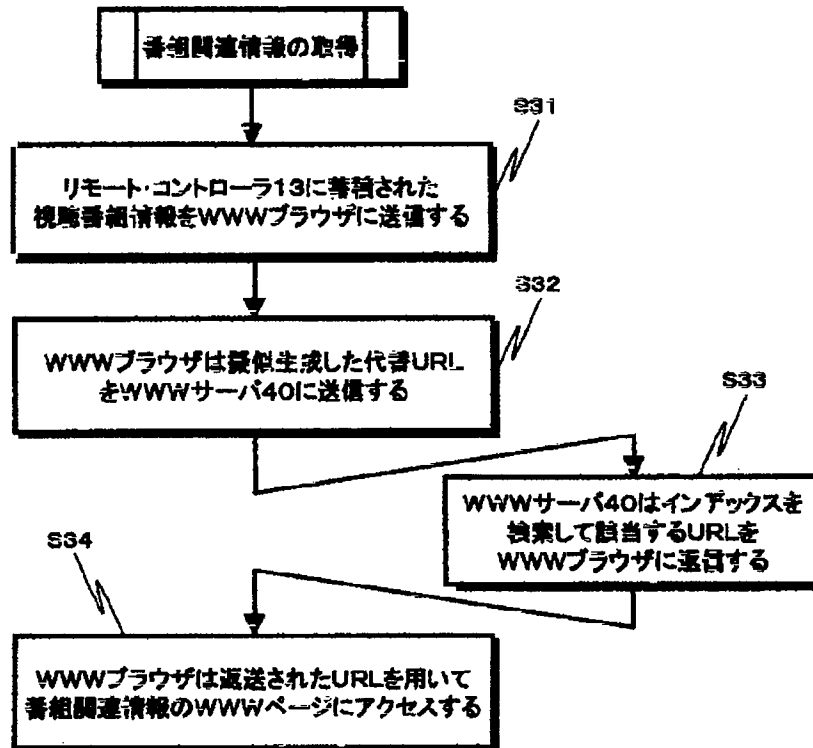 番組関連情報の取得
S31
リモート・コントローラ13に蓄積された
視聴番組情報をWWWブラウザに送信する
S32
WWWブラウザは擬似生成した代替URL
をWWWサーバ40に送信する
S33
WWWサーバ40はインデックスを
検索して該当するURLを
WWWブラウザに返信する
S34
WWWブラウザは返送されたURLを用いて
番組関連情報のWWWページにアクセスする